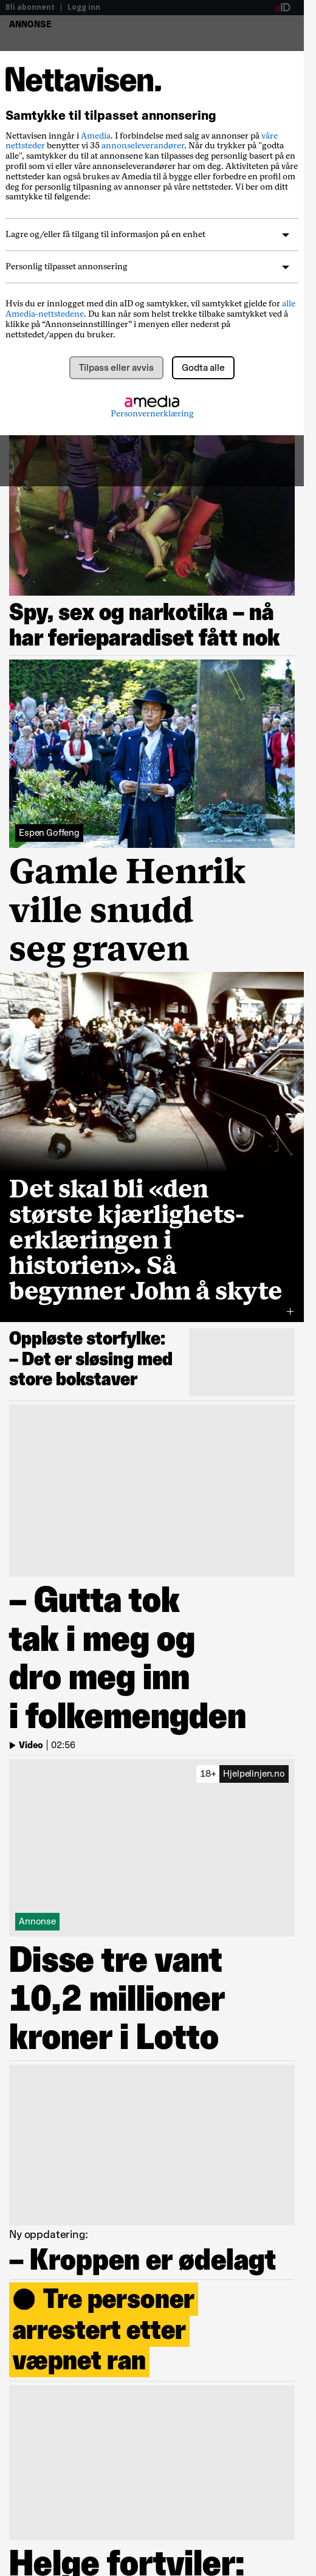 Bli abonnent | Logg inn
aID
ANNONSE
Nettavisen.
Samtykke til tilpasset annonsering
Nettavisen inngår i Amedia. I forbindelse med salg av annonser på våre
nettsteder benytter vi 35 annonseleverandører. Når du trykker på "godta
alle", samtykker du til at annonsene kan tilpasses deg personlig basert på en
profil som vi eller våre annonseleverandører har om deg. Aktiviteten på våre
nettsteder kan også brukes av Amedia til å bygge eller forbedre en profil om
deg for personlig tilpasning av annonser på våre nettsteder. Vi ber om ditt
samtykke til følgende:
Lagre og/eller få tilgang til informasjon på en enhet
Personlig tilpasset annonsering
Hvis du er innlogget med din aID og samtykker, vil samtykket gjelde for alle
Amedia-nettstedene. Du kan når som helst trekke tilbake samtykket ved å
klikke på “Annonseinnstillinger” i menyen eller nederst på
nettstedet/appen du bruker.
Tilpass eller avvis
Godta alle
amedia
Personvernerklæring
Spy, sex og narkotika – nå
har ferieparadiset fått nok
Espen Goffeng
Gamle Henrik
ville snudd
seg graven
Det skal bli «den
største kjærlighets-
erklæringen i
historien». Så
begynner John å skyte
Oppløste storfylke:
– Det er sløsing med
store bokstaver
– Gutta tok
tak i meg og
dro meg inn
i folkemengden
Video | 02:56
18+ Hjelpelinjen.no
Annonse
Disse tre vant
10,2 millioner
kroner i Lotto
Ny oppdatering:
– Kroppen er ødelagt
Tre personer
arrestert etter
væpnet ran
Helge fortviler: